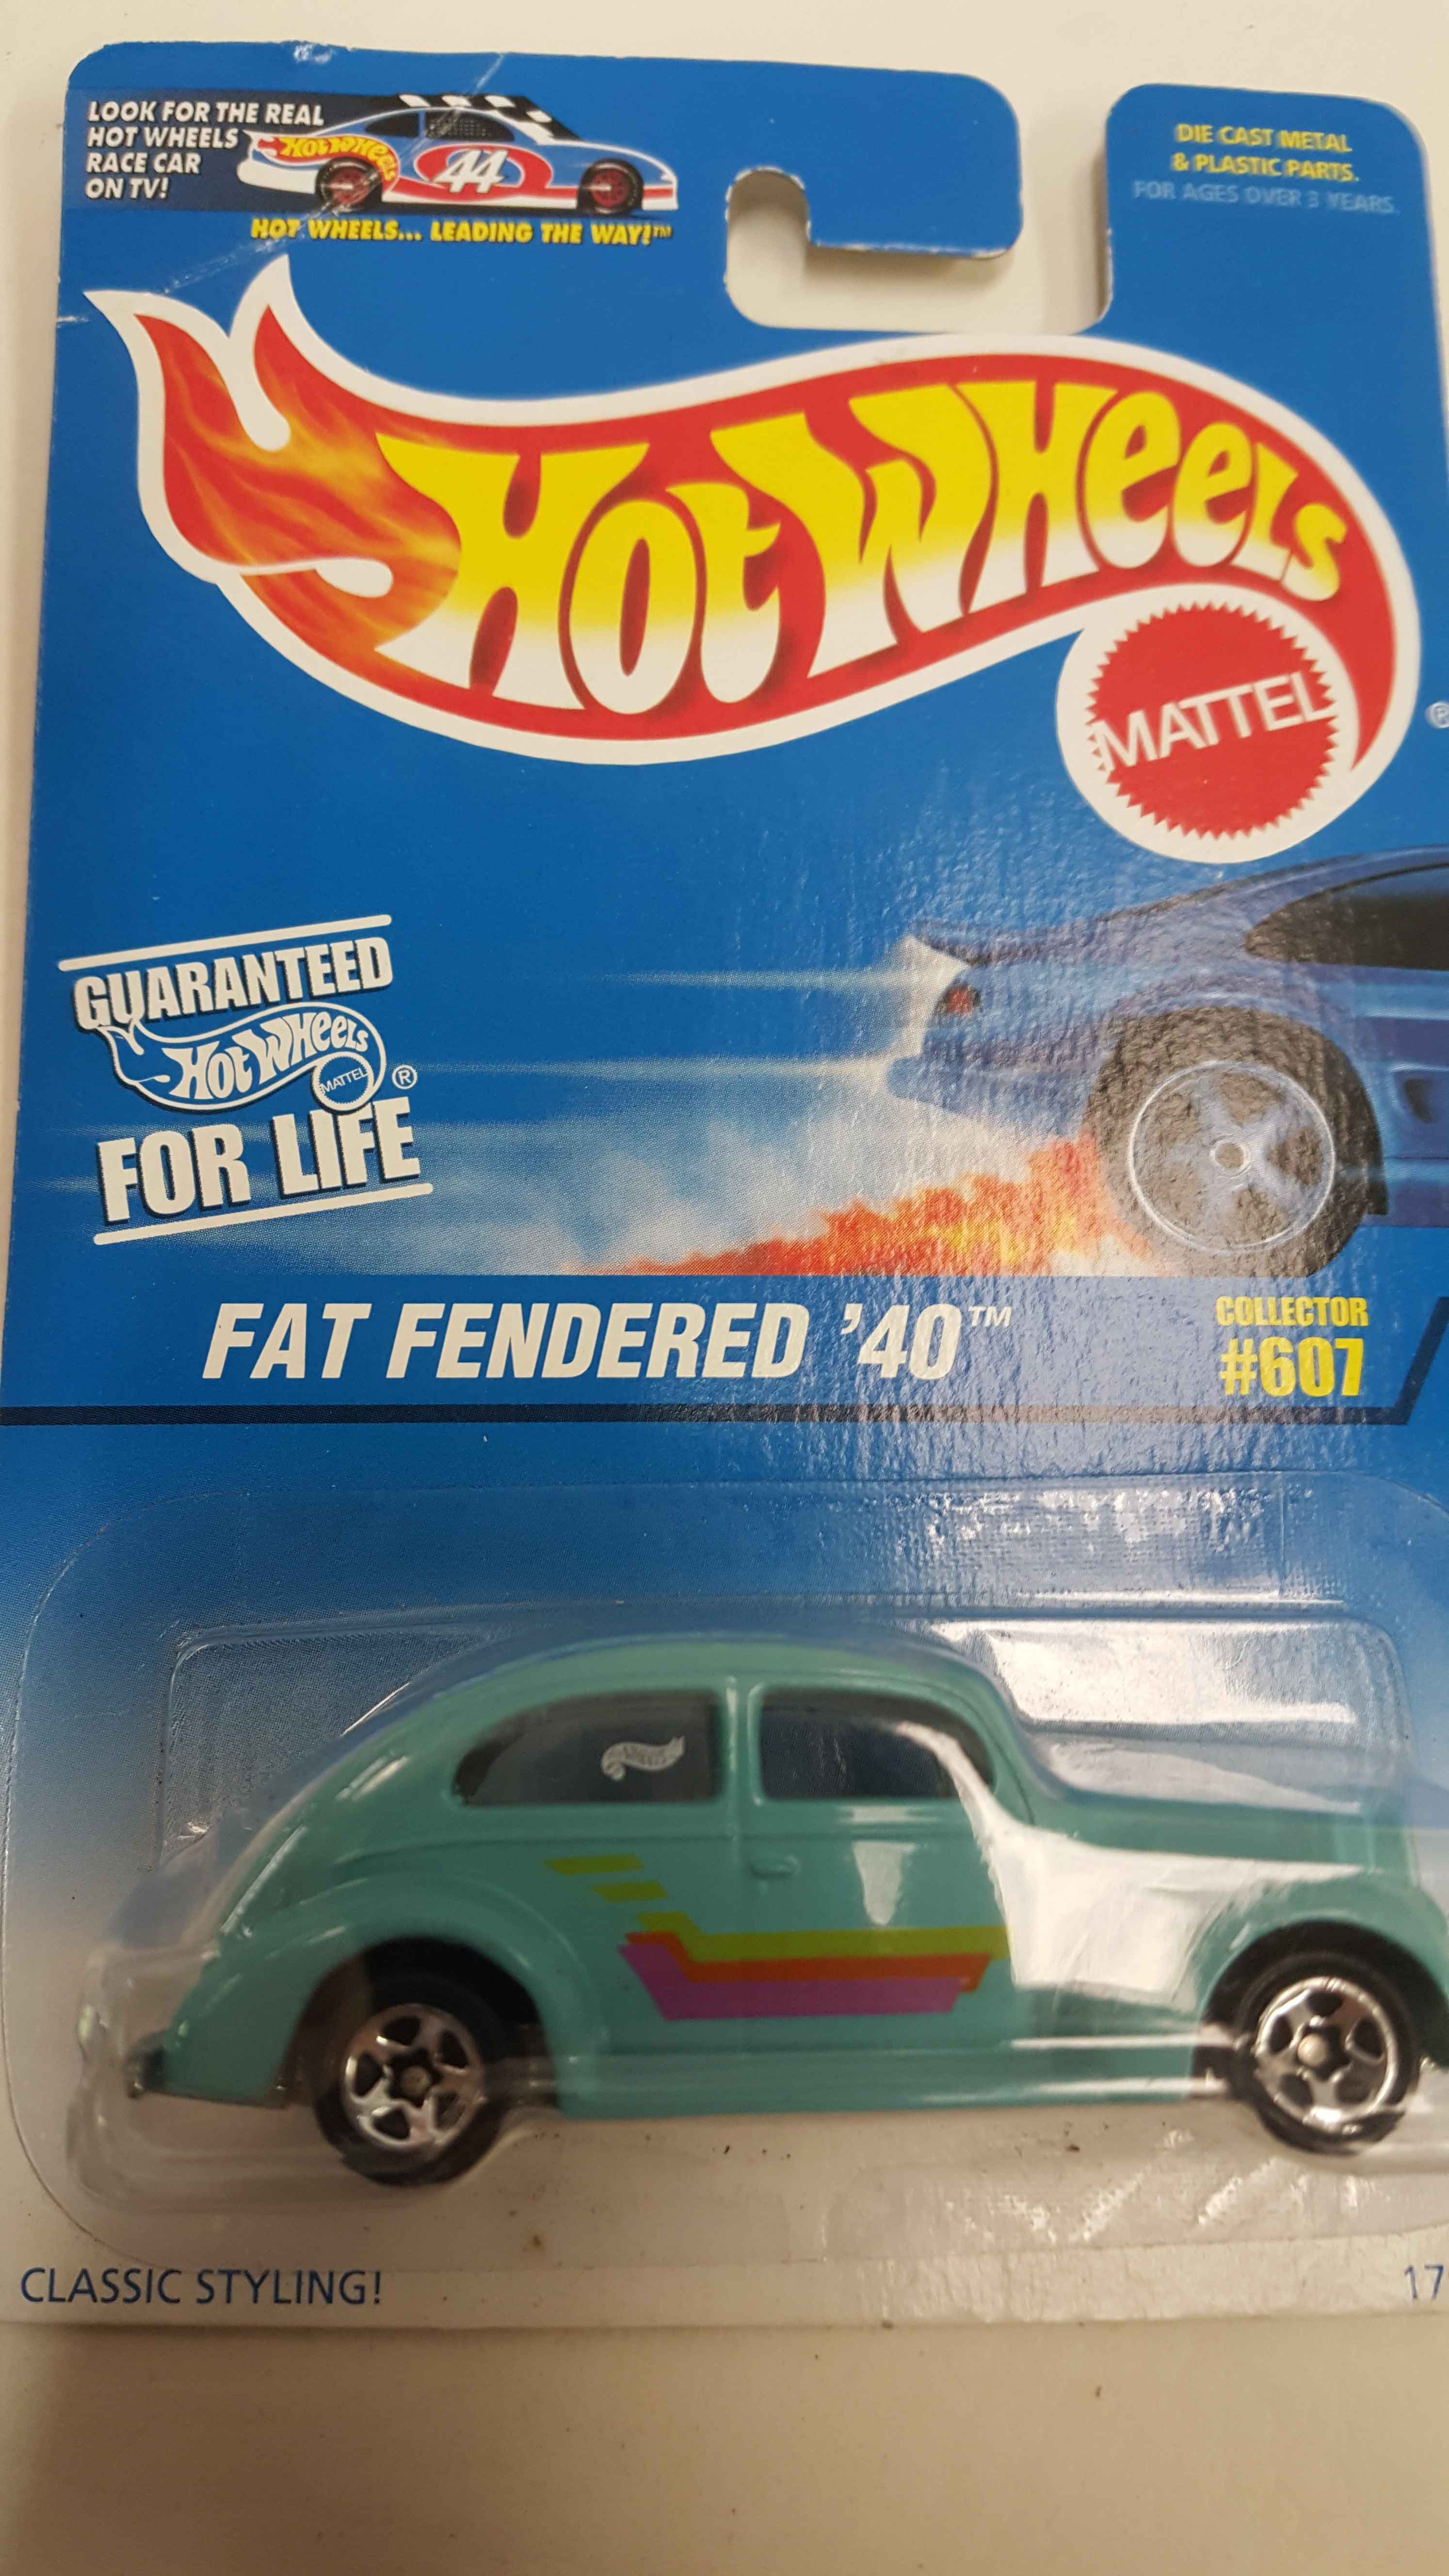 LOOK FOR THE REAL
HOT WHEELS
RACE CAR
ON TV!
HOT WHEELS
44
HOT WHEELS... LEADING THE WAY!™
DIE CAST METAL
& PLASTIC PARTS.
FOR AGES OVER 3 YEARS.
HOT WHEELS
MATTEL
®
GUARANTEED
HOT WHEELS
MATTEL
®
FOR LIFE
FAT FENDERED '40™
COLLECTOR
#607
CLASSIC STYLING!
17